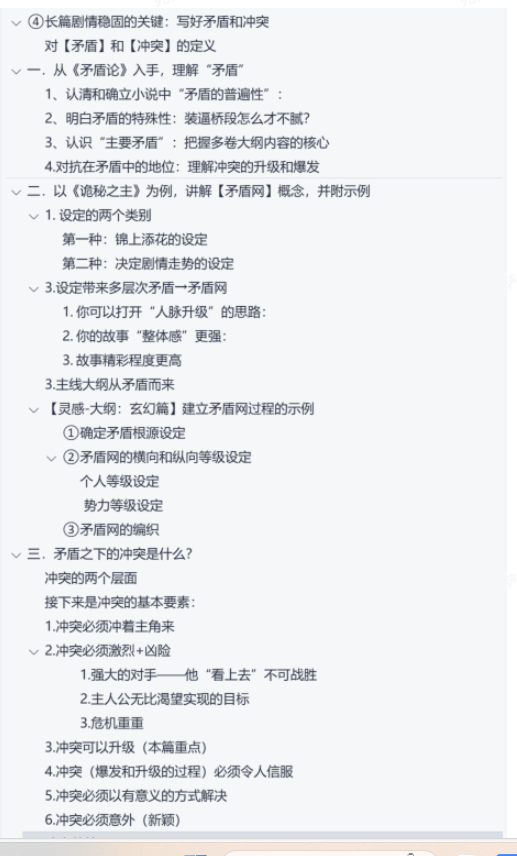 ④长篇剧情稳固的关键：写好矛盾和冲突
对【矛盾】和【冲突】的定义
一．从《矛盾论》入手，理解“矛盾”
1、认清和确立小说中“矛盾的普遍性”：
2、明白矛盾的特殊性：装逼桥段怎么才不腻？
3、认识“主要矛盾”：把握多卷大纲内容的核心
4.对抗在矛盾中的地位：理解冲突的升级和爆发
二．以《诡秘之主》为例，讲解【矛盾网】概念，并附示例
1. 设定的两个类别
第一种：锦上添花的设定
第二种：决定剧情走势的设定
3.设定带来多层次矛盾→矛盾网
1. 你可以打开“人脉升级”的思路：
2. 你的故事“整体感”更强：
3. 故事精彩程度更高
3.主线大纲从矛盾而来
【灵感-大纲：玄幻篇】建立矛盾网过程的示例
①确定矛盾根源设定
②矛盾网的横向和纵向等级设定
个人等级设定
势力等级设定
③矛盾网的编织
三．矛盾之下的冲突是什么？
冲突的两个层面
接下来是冲突的基本要素：
1.冲突必须冲着主角来
2.冲突必须激烈+凶险
1.强大的对手——他“看上去”不可战胜
2.主人公无比渴望实现的目标
3.危机重重
3.冲突可以升级（本篇重点）
4.冲突（爆发和升级的过程）必须令人信服
5.冲突必须以有意义的方式解决
6.冲突必须意外（新颖）